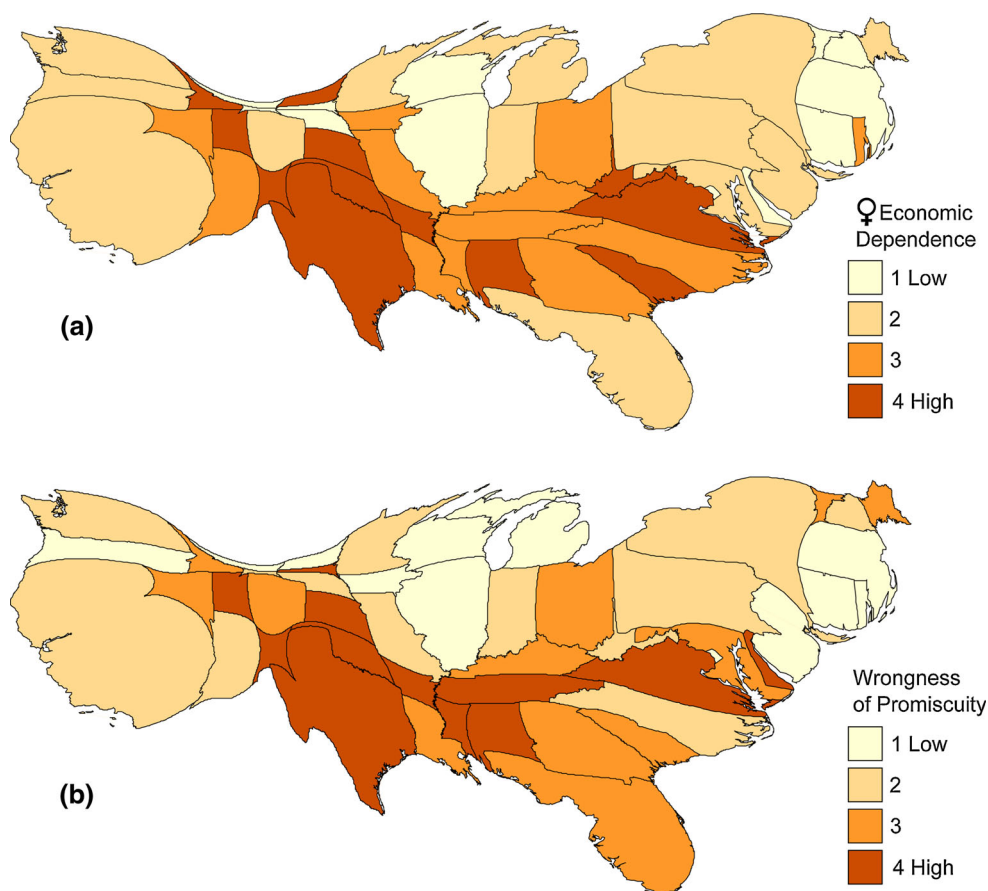 ♀Economic
Dependence
1 Low
2
3
4 High
(a)
Wrongness
of Promiscuity
1 Low
2
3
4 High
(b)